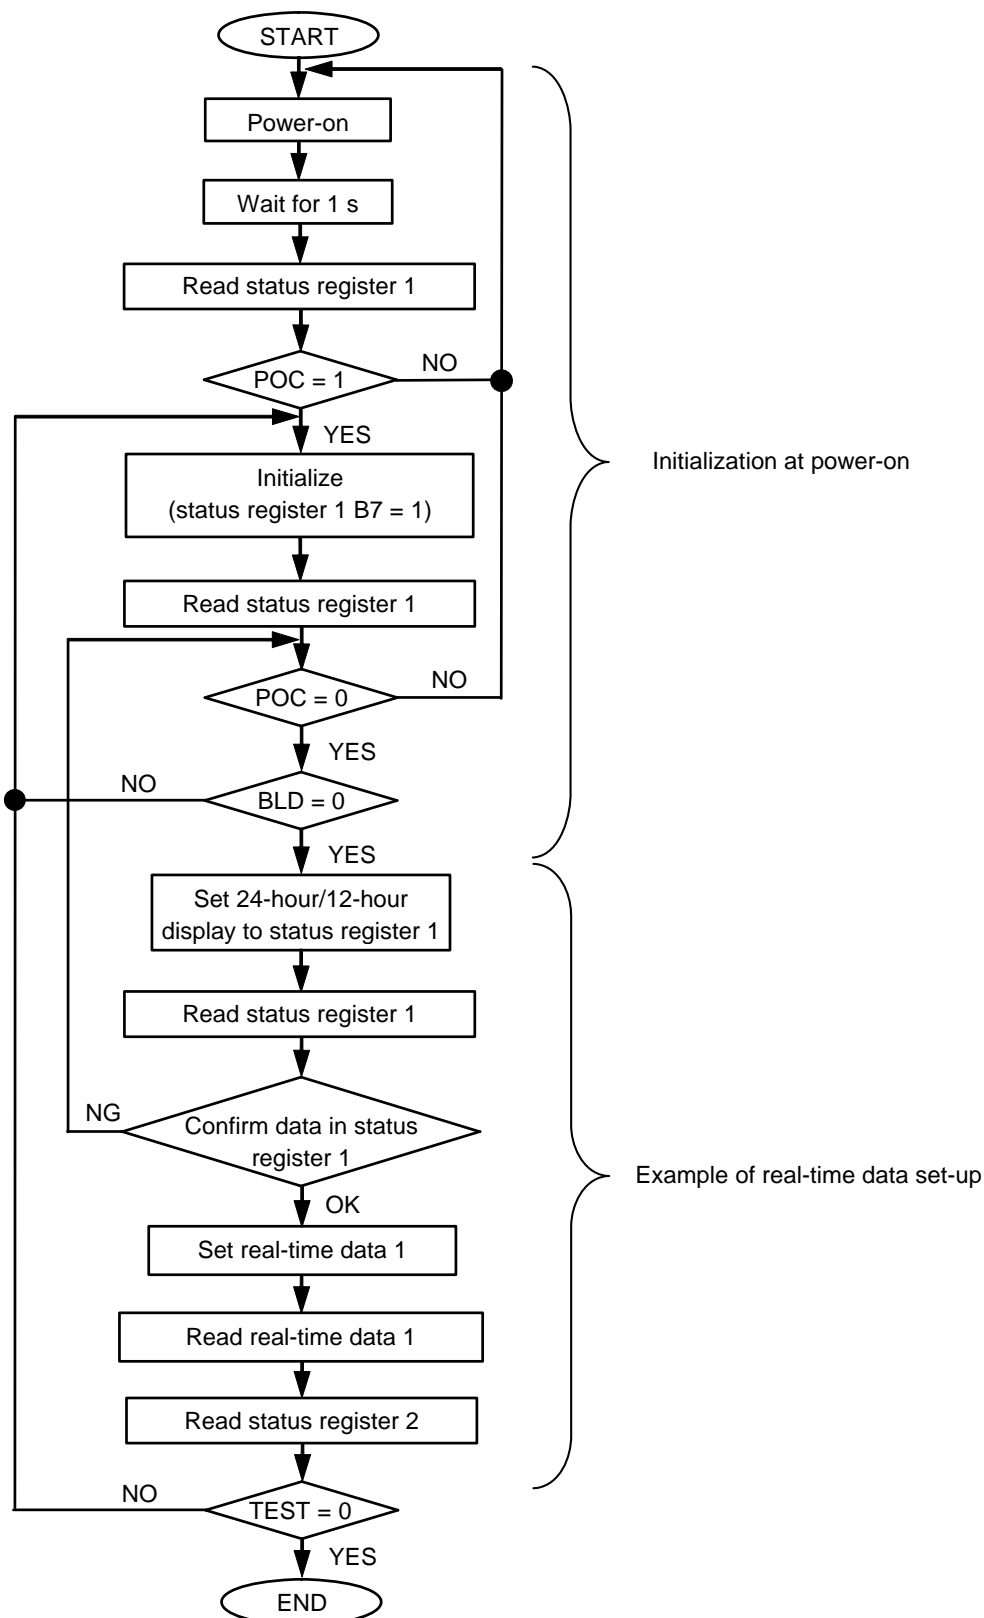 START
Power-on
Wait for 1 s
Read status register 1
POC = 1
NO
YES
Initialize
(status register 1 B7 = 1)
Initialization at power-on
Read status register 1
POC = 0
NO
YES
NO
BLD = 0
YES
Set 24-hour/12-hour
display to status register 1
Read status register 1
NG
Confirm data in status
register 1
Example of real-time data set-up
OK
Set real-time data 1
Read real-time data 1
Read status register 2
NO
TEST = 0
YES
END